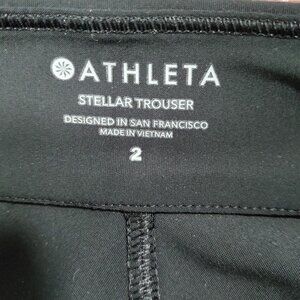 ATHLETA
STELLAR TROUSER
DESIGNED IN SAN FRANCISCO
MADE IN VIETNAM
2